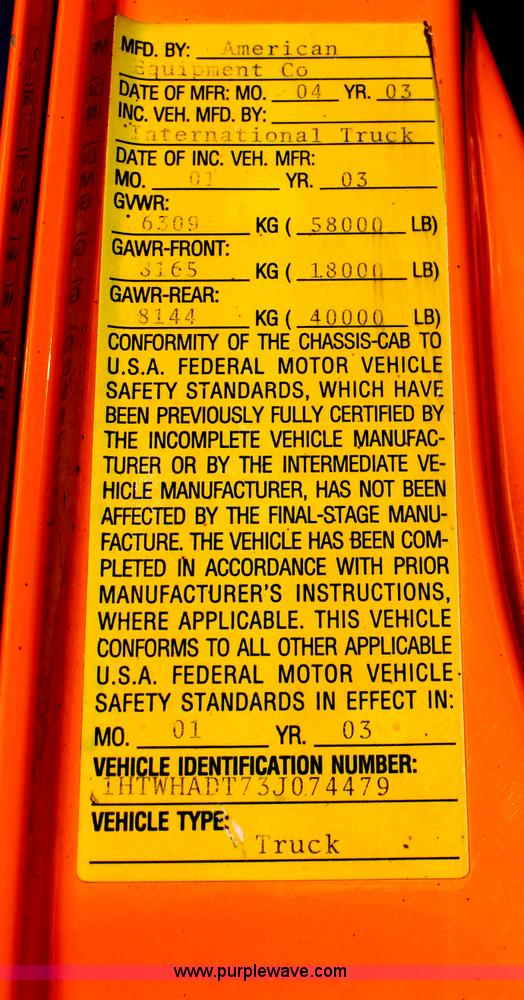 MFD. BY: American
Equipment Co
DATE OF MFR: MO. 04 YR. 03
INC. VEH. MFD. BY:
International Truck
DATE OF INC. VEH. MFR:
MO. 01 YR. 03
GVWR:
6309 KG ( 58000 LB)
GAWR-FRONT:
8165 KG ( 18000 LB)
GAWR-REAR:
8144 KG ( 40000 LB)
CONFORMITY OF THE CHASSIS-CAB TO
U.S.A. FEDERAL MOTOR VEHICLE
SAFETY STANDARDS, WHICH HAVE
BEEN PREVIOUSLY FULLY CERTIFIED BY
THE INCOMPLETE VEHICLE MANUFAC-
TURER OR BY THE INTERMEDIATE VE-
HICLE MANUFACTURER, HAS NOT BEEN
AFFECTED BY THE FINAL-STAGE MANU-
FACTURE. THE VEHICLE HAS BEEN COM-
PLETED IN ACCORDANCE WITH PRIOR
MANUFACTURER'S INSTRUCTIONS,
WHERE APPLICABLE. THIS VEHICLE
CONFORMS TO ALL OTHER APPLICABLE
U.S.A. FEDERAL MOTOR VEHICLE
SAFETY STANDARDS IN EFFECT IN:
MO. 01 YR. 03
VEHICLE IDENTIFICATION NUMBER:
1HTWHADT73J074479
VEHICLE TYPE:
Truck
www.purplewave.com